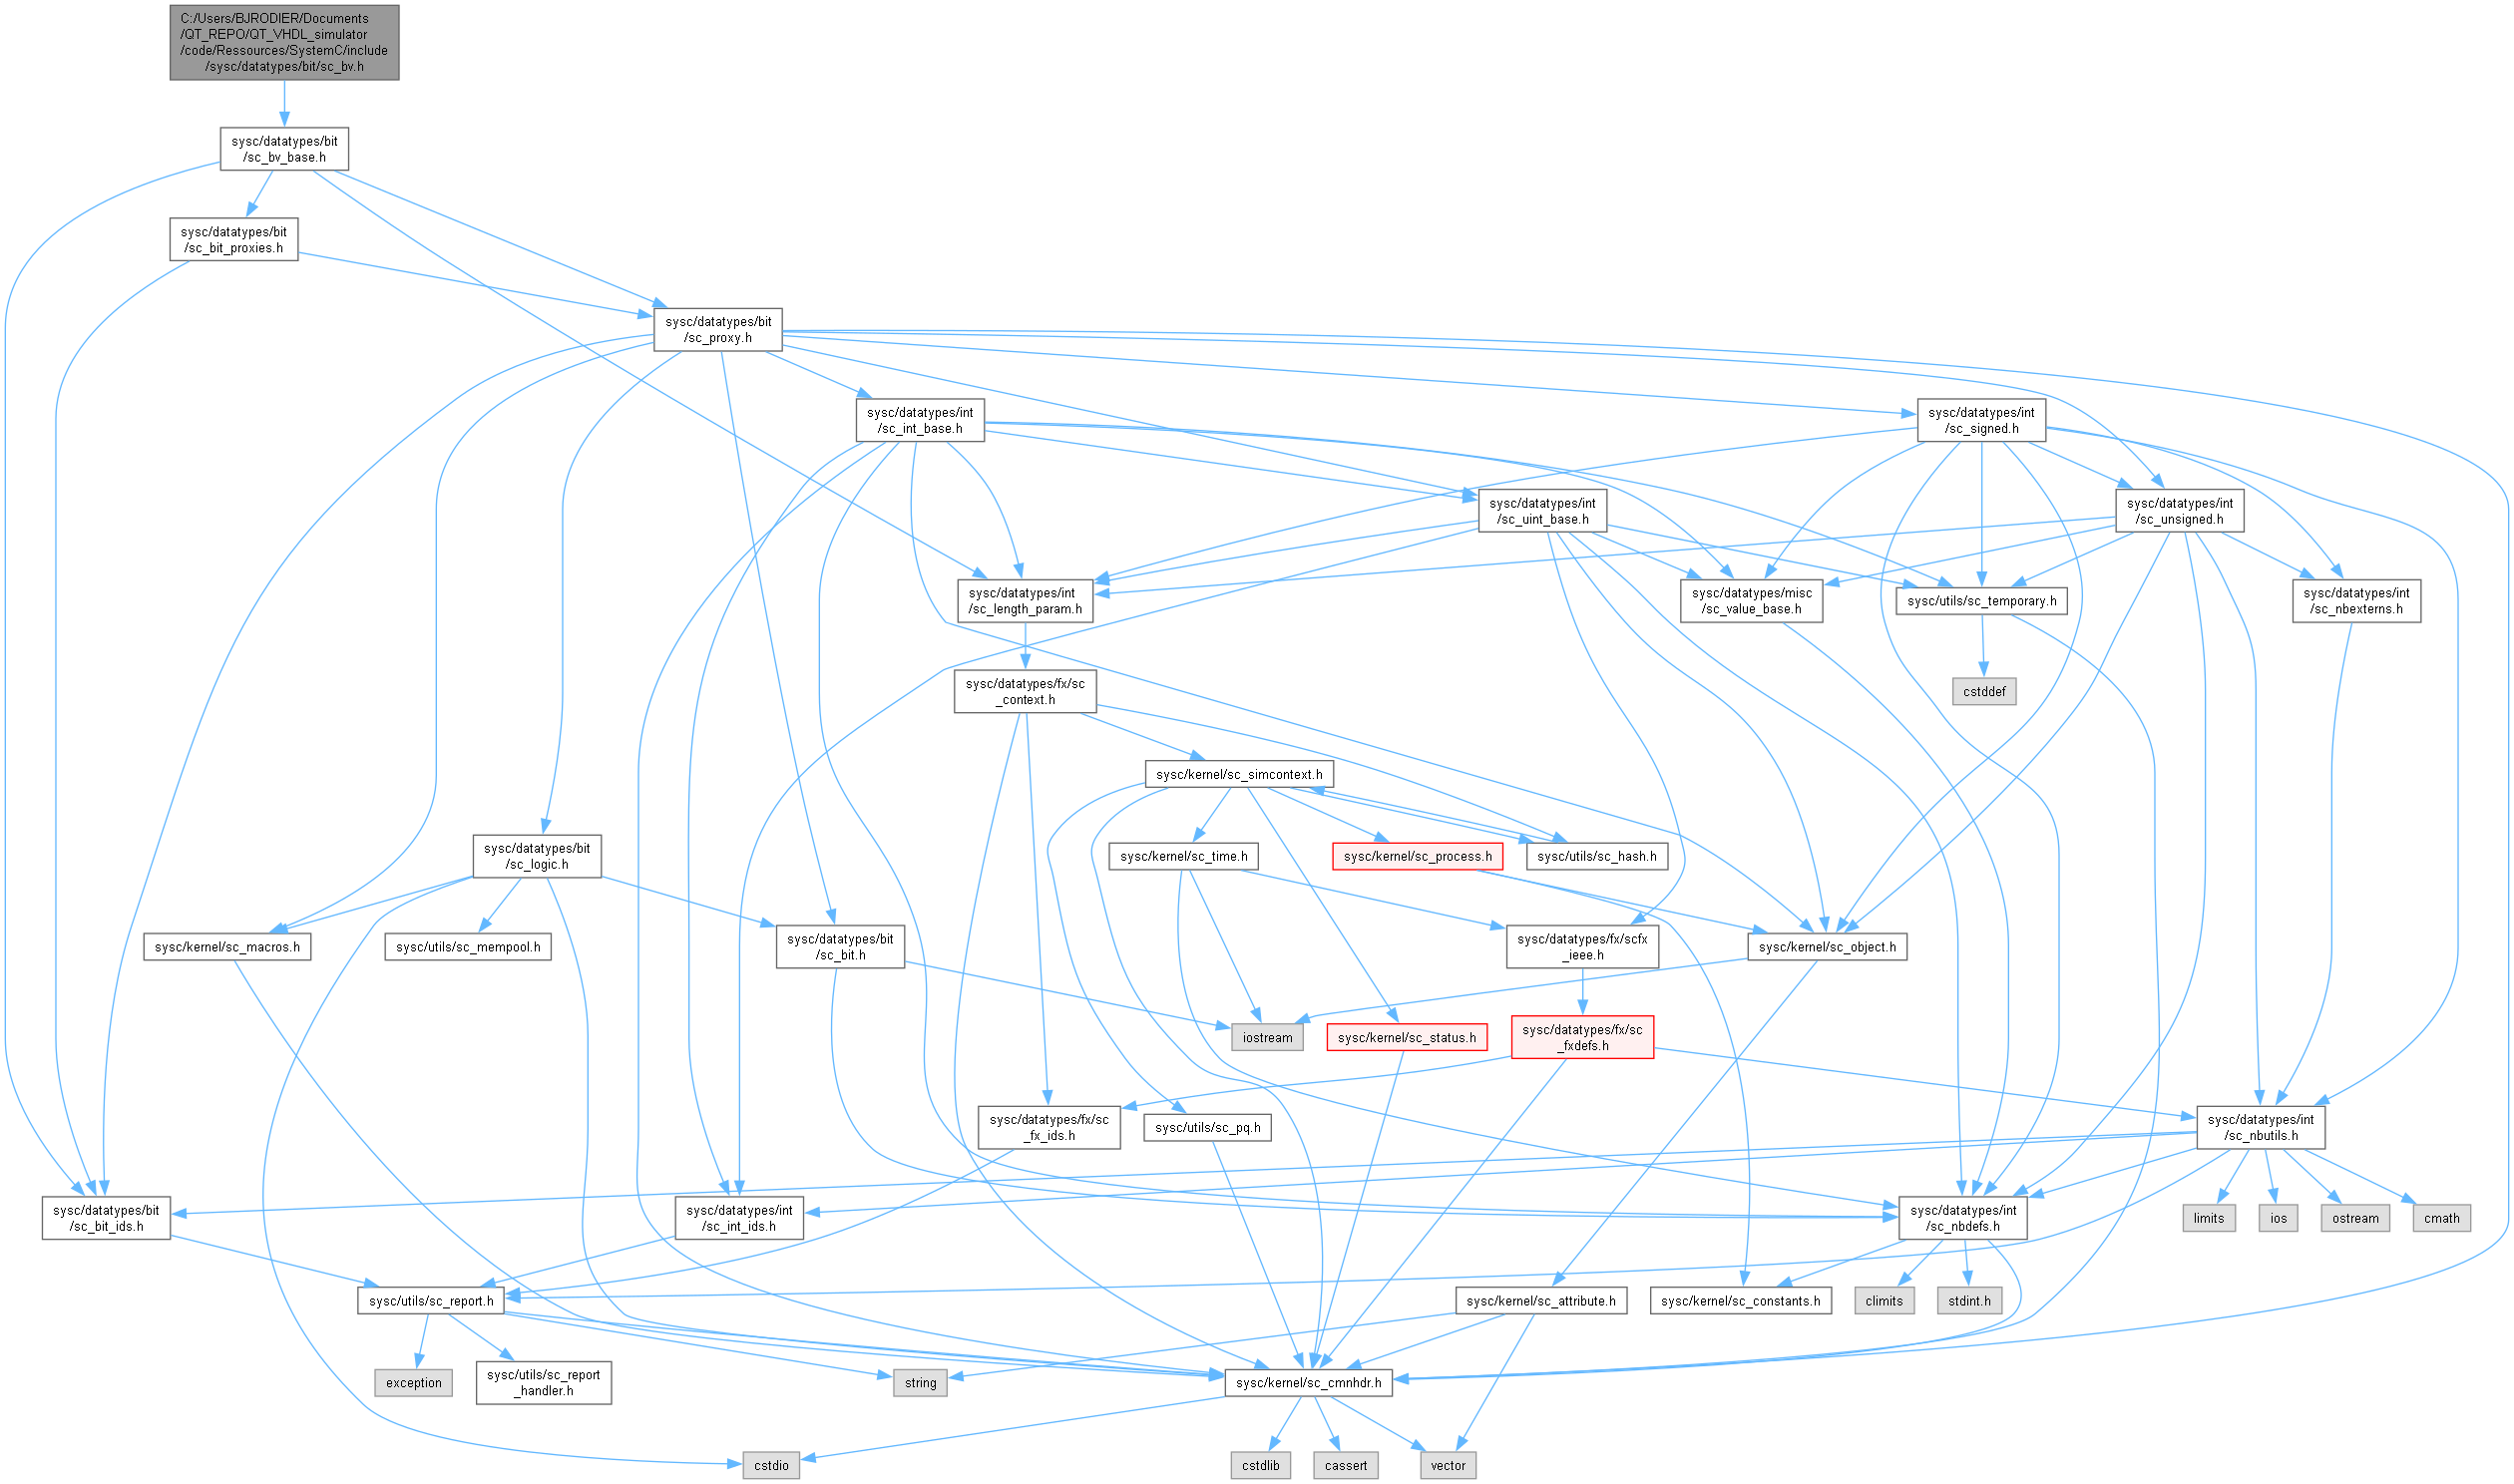 C:/Users/BJRODIER/Documents
/QT_REPO/QT_VHDL_simulator
/code/Ressources/SystemC/include
/sysc/datatypes/bit/sc_bv.h
sysc/datatypes/bit
/sc_bv_base.h
sysc/datatypes/bit
/sc_bit_proxies.h
sysc/datatypes/bit
/sc_proxy.h
sysc/datatypes/int
/sc_int_base.h
sysc/datatypes/int
/sc_signed.h
sysc/datatypes/int
/sc_uint_base.h
sysc/datatypes/int
/sc_unsigned.h
sysc/datatypes/int
/sc_length_param.h
sysc/datatypes/misc
/sc_value_base.h
sysc/utils/sc_temporary.h
sysc/datatypes/int
/sc_nbexterns.h
sysc/datatypes/fx/sc
_context.h
cstddef
sysc/kernel/sc_simcontext.h
sysc/datatypes/bit
/sc_logic.h
sysc/kernel/sc_time.h
sysc/kernel/sc_process.h
sysc/utils/sc_hash.h
sysc/kernel/sc_macros.h
sysc/utils/sc_mempool.h
sysc/datatypes/bit
/sc_bit.h
sysc/datatypes/fx/scfx
_ieee.h
sysc/kernel/sc_object.h
iostream
sysc/kernel/sc_status.h
sysc/datatypes/fx/sc
_fxdefs.h
sysc/datatypes/fx/sc
_fx_ids.h
sysc/utils/sc_pq.h
sysc/datatypes/int
/sc_nbutils.h
sysc/datatypes/bit
/sc_bit_ids.h
sysc/datatypes/int
/sc_int_ids.h
sysc/datatypes/int
/sc_nbdefs.h
limits
ios
ostream
cmath
sysc/utils/sc_report.h
sysc/kernel/sc_attribute.h
sysc/kernel/sc_constants.h
climits
stdint.h
exception
sysc/utils/sc_report
_handler.h
string
sysc/kernel/sc_cmnhdr.h
cstdio
cstdlib
cassert
vector